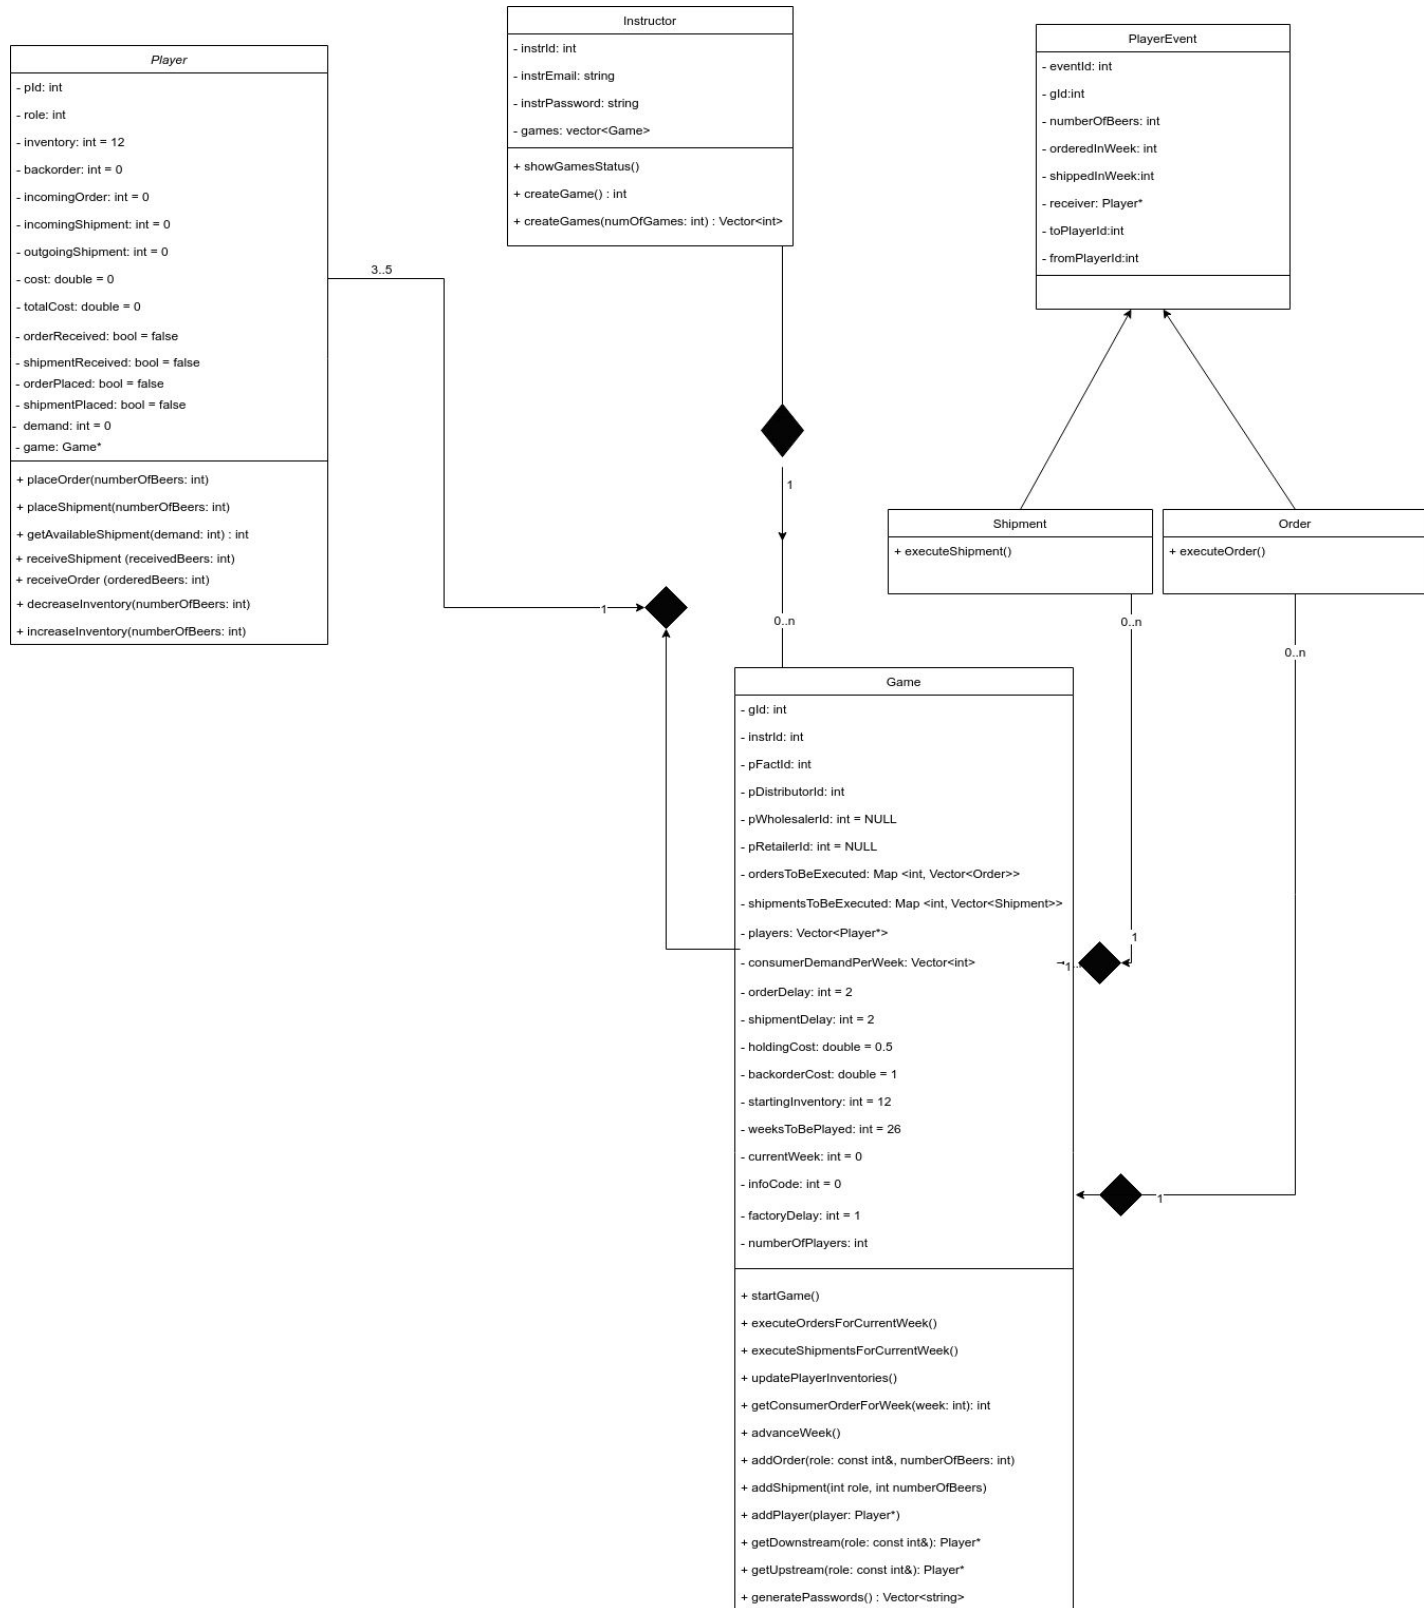 Player
- pId: int
- role: int
- inventory: int = 12
- backorder: int = 0
- incomingOrder: int = 0
- incomingShipment: int = 0
- outgoingShipment: int = 0
- cost: double = 0
- totalCost: double = 0
- orderReceived: bool = false
- shipmentReceived: bool = false
- orderPlaced: bool = false
- shipmentPlaced: bool = false
- demand: int = 0
- game: Game*
+ placeOrder(numberOfBeers: int)
+ placeShipment(numberOfBeers: int)
+ getAvailableShipment(demand: int) : int
+ receiveShipment (receivedBeers: int)
+ receiveOrder (orderedBeers: int)
+ decreaseInventory(numberOfBeers: int)
+ increaseInventory(numberOfBeers: int)
3..5
1
Instructor
- instrId: int
- instrEmail: string
- instrPassword: string
- games: vector<Game>
+ showGamesStatus()
+ createGame() : int
+ createGames(numOfGames: int) : Vector<int>
1
0..n
PlayerEvent
- eventId: int
- gId:int
- numberOfBeers: int
- orderedInWeek: int
- shippedInWeek:int
- receiver: Player*
- toPlayerId:int
- fromPlayerId:int
Shipment
+ executeShipment()
Order
+ executeOrder()
0..n
0..n
1
1..
1
Game
- gId: int
- instrId: int
- pFactId: int
- pDistributorId: int
- pWholesalerId: int = NULL
- pRetailerId: int = NULL
- ordersToBeExecuted: Map <int, Vector<Order>>
- shipmentsToBeExecuted: Map <int, Vector<Shipment>>
- players: Vector<Player*>
- consumerDemandPerWeek: Vector<int>
- orderDelay: int = 2
- shipmentDelay: int = 2
- holdingCost: double = 0.5
- backorderCost: double = 1
- startingInventory: int = 12
- weeksToBePlayed: int = 26
- currentWeek: int = 0
- infoCode: int = 0
- factoryDelay: int = 1
- numberOfPlayers: int
+ startGame()
+ executeOrdersForCurrentWeek()
+ executeShipmentsForCurrentWeek()
+ updatePlayerInventories()
+ getConsumerOrderForWeek(week: int): int
+ advanceWeek()
+ addOrder(role: const int&, numberOfBeers: int)
+ addShipment(int role, int numberOfBeers)
+ addPlayer(player: Player*)
+ getDownstream(role: const int&): Player*
+ getUpstream(role: const int&): Player*
+ generatePasswords() : Vector<string>